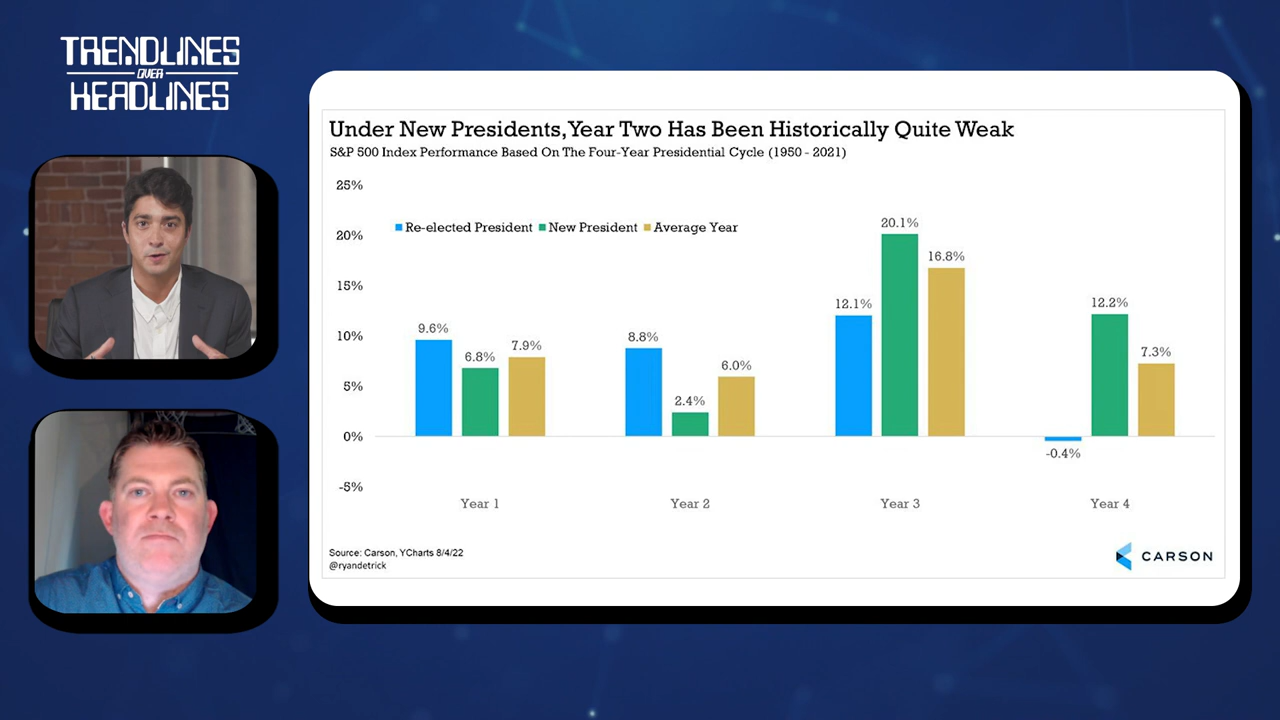 TRENDLINES
OVER
HEADLINES
Under New Presidents, Year Two Has Been Historically Quite Weak
S&P 500 Index Performance Based On The Four-Year Presidential Cycle (1950 - 2021)
25%
20%
15%
10%
5%
0%
-5%
Re-elected President New President Average Year
9.6% 6.8% 7.9%
8.8% 2.4% 6.0%
12.1% 20.1% 16.8%
-0.4% 12.2% 7.3%
Year 1 Year 2 Year 3 Year 4
Source: Carson, YCharts 8/4/22
@ryandetrick
CARSON